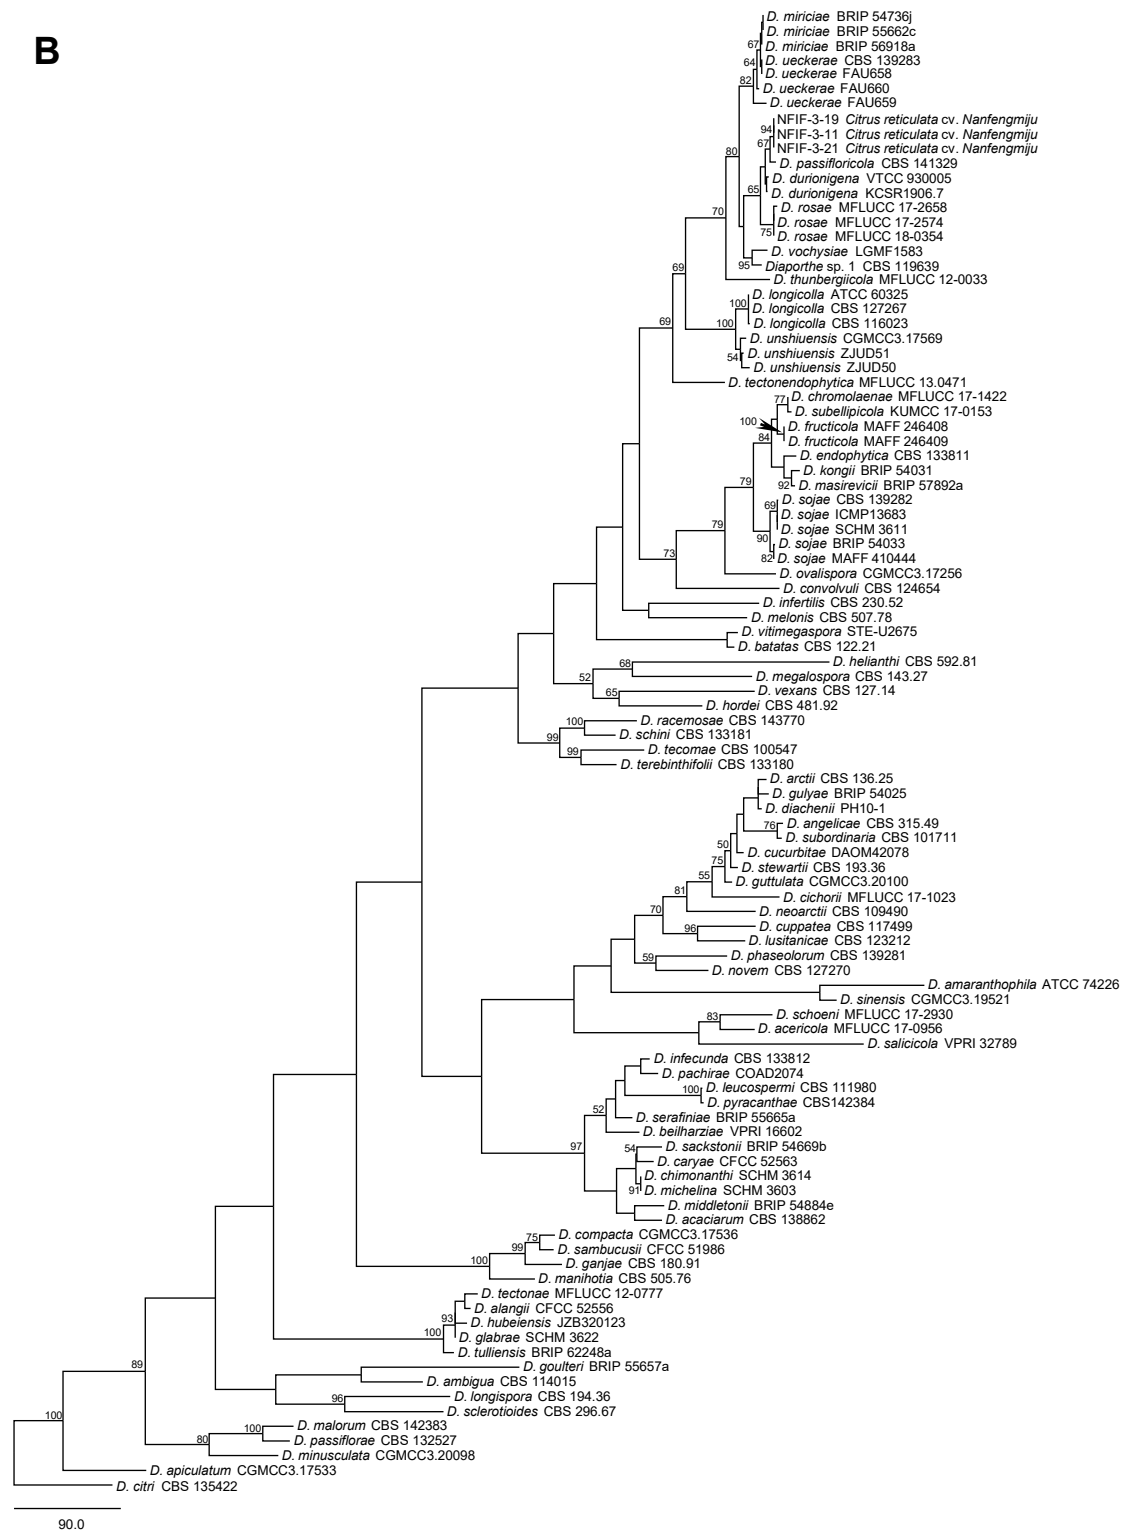 B
D. miriciae BRIP 54736j
D. miriciae BRIP 55662c
67
D. miriciae BRIP 56918a
64
D. ueckerae CBS 139283
D. ueckerae FAU658
82
D. ueckerae FAU660
D. ueckerae FAU659
NFIF-3-19 Citrus reticulata cv. Nanfengmiju
94
NFIF-3-11 Citrus reticulata cv. Nanfengmiju
67
NFIF-3-21 Citrus reticulata cv. Nanfengmiju
80
D. passifloricola CBS 141329
D. durionigena VTCC 930005
65
D. durionigena KCSR1906.7
70
D. rosae MFLUCC 17-2658
D. rosae MFLUCC 17-2574
75
D. rosae MFLUCC 18-0354
D. vochysiae LGMF1583
95
Diaporthe sp. 1 CBS 119639
69
D. thunbergiicola MFLUCC 12-0033
D. longicolla ATCC 60325
100
D. longicolla CBS 127267
69
100
D. longicolla CBS 116023
D. unshiuensis CGMCC3.17569
54
D. unshiuensis ZJUD51
D. unshiuensis ZJUD50
D. tectonendophytica MFLUCC 13.0471
77
D. chromolaenae MFLUCC 17-1422
D. subellipicola KUMCC 17-0153
100
D. fructicola MAFF 246408
84
D. fructicola MAFF 246409
D. endophytica CBS 133811
D. kongii BRIP 54031
79
92
D. masirevicii BRIP 57892a
D. sojae CBS 139282
69
D. sojae ICMP13683
79
D. sojae SCHM 3611
90
D. sojae BRIP 54033
73
82
D. sojae MAFF 410444
D. ovalispora CGMCC3.17256
D. convolvuli CBS 124654
D. infertilis CBS 230.52
D. melonis CBS 507.78
D. vitimegaspora STE-U2675
D. batatas CBS 122.21
68
D. helianthi CBS 592.81
52
D. megalospora CBS 143.27
65
D. vexans CBS 127.14
D. hordei CBS 481.92
100
D. racemosae CBS 143770
99
D. schini CBS 133181
99
D. tecomae CBS 100547
D. terebinthifolii CBS 133180
D. arctii CBS 136.25
D. gulyae BRIP 54025
D. diachenii PH10-1
76
D. angelicae CBS 315.49
D. subordinaria CBS 101711
50
D. cucurbitae DAOM42078
75
D. stewartii CBS 193.36
55
D. guttulata CGMCC3.20100
81
D. cichorii MFLUCC 17-1023
70
D. neoarctii CBS 109490
96
D. cuppatea CBS 117499
D. lusitanicae CBS 123212
59
D. phaseolorum CBS 139281
D. novem CBS 127270
D. amaranthophila ATCC 74226
D. sinensis CGMCC3.19521
83
D. schoeni MFLUCC 17-2930
D. acericola MFLUCC 17-0956
D. salicicola VPRI 32789
D. infecunda CBS 133812
D. pachirae COAD2074
100
D. leucospermi CBS 111980
D. pyracanthae CBS142384
52
D. serafiniae BRIP 55665a
D. beilharziae VPRI 16602
97
54
D. sackstonii BRIP 54669b
D. caryae CFCC 52563
D. chimonanthi SCHM 3614
91
D. michelina SCHM 3603
D. middletonii BRIP 54884e
D. acaciarum CBS 138862
75
D. compacta CGMCC3.17536
99
D. sambucusii CFCC 51986
100
D. ganjae CBS 180.91
D. manihotia CBS 505.76
D. tectonae MFLUCC 12-0777
D. alangii CFCC 52556
93
D. hubeiensis JZB320123
100
D. glabrae SCHM 3622
D. tulliensis BRIP 62248a
89
D. goulteri BRIP 55657a
D. ambigua CBS 114015
96
D. longispora CBS 194.36
D. sclerotioides CBS 296.67
100
100
D. malorum CBS 142383
80
D. passiflorae CBS 132527
D. minusculata CGMCC3.20098
D. apiculatum CGMCC3.17533
D. citri CBS 135422
90.0